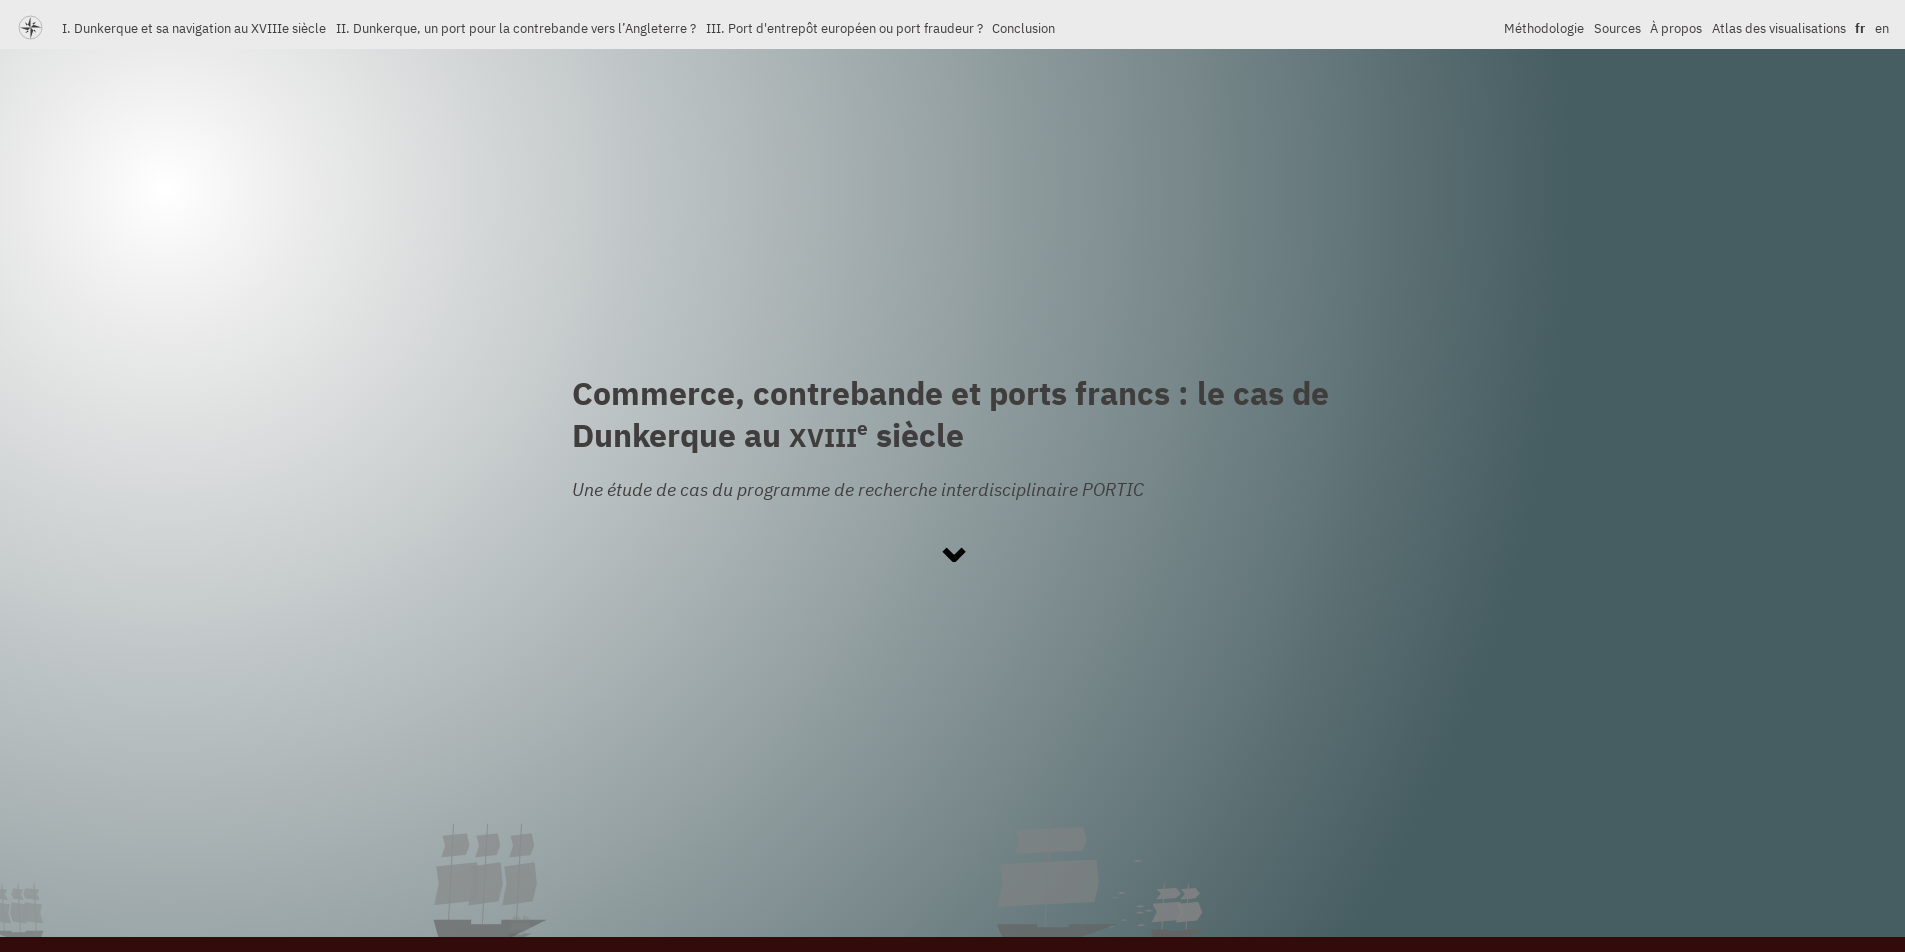 I. Dunkerque et sa navigation au XVIIIe siècle II. Dunkerque, un port pour la contrebande vers l’Angleterre ? III. Port d'entrepôt européen ou port fraudeur ? Conclusion Méthodologie Sources À propos Atlas des visualisations fr en
Commerce, contrebande et ports francs : le cas de
Dunkerque au XVIIIe siècle
Une étude de cas du programme de recherche interdisciplinaire PORTIC